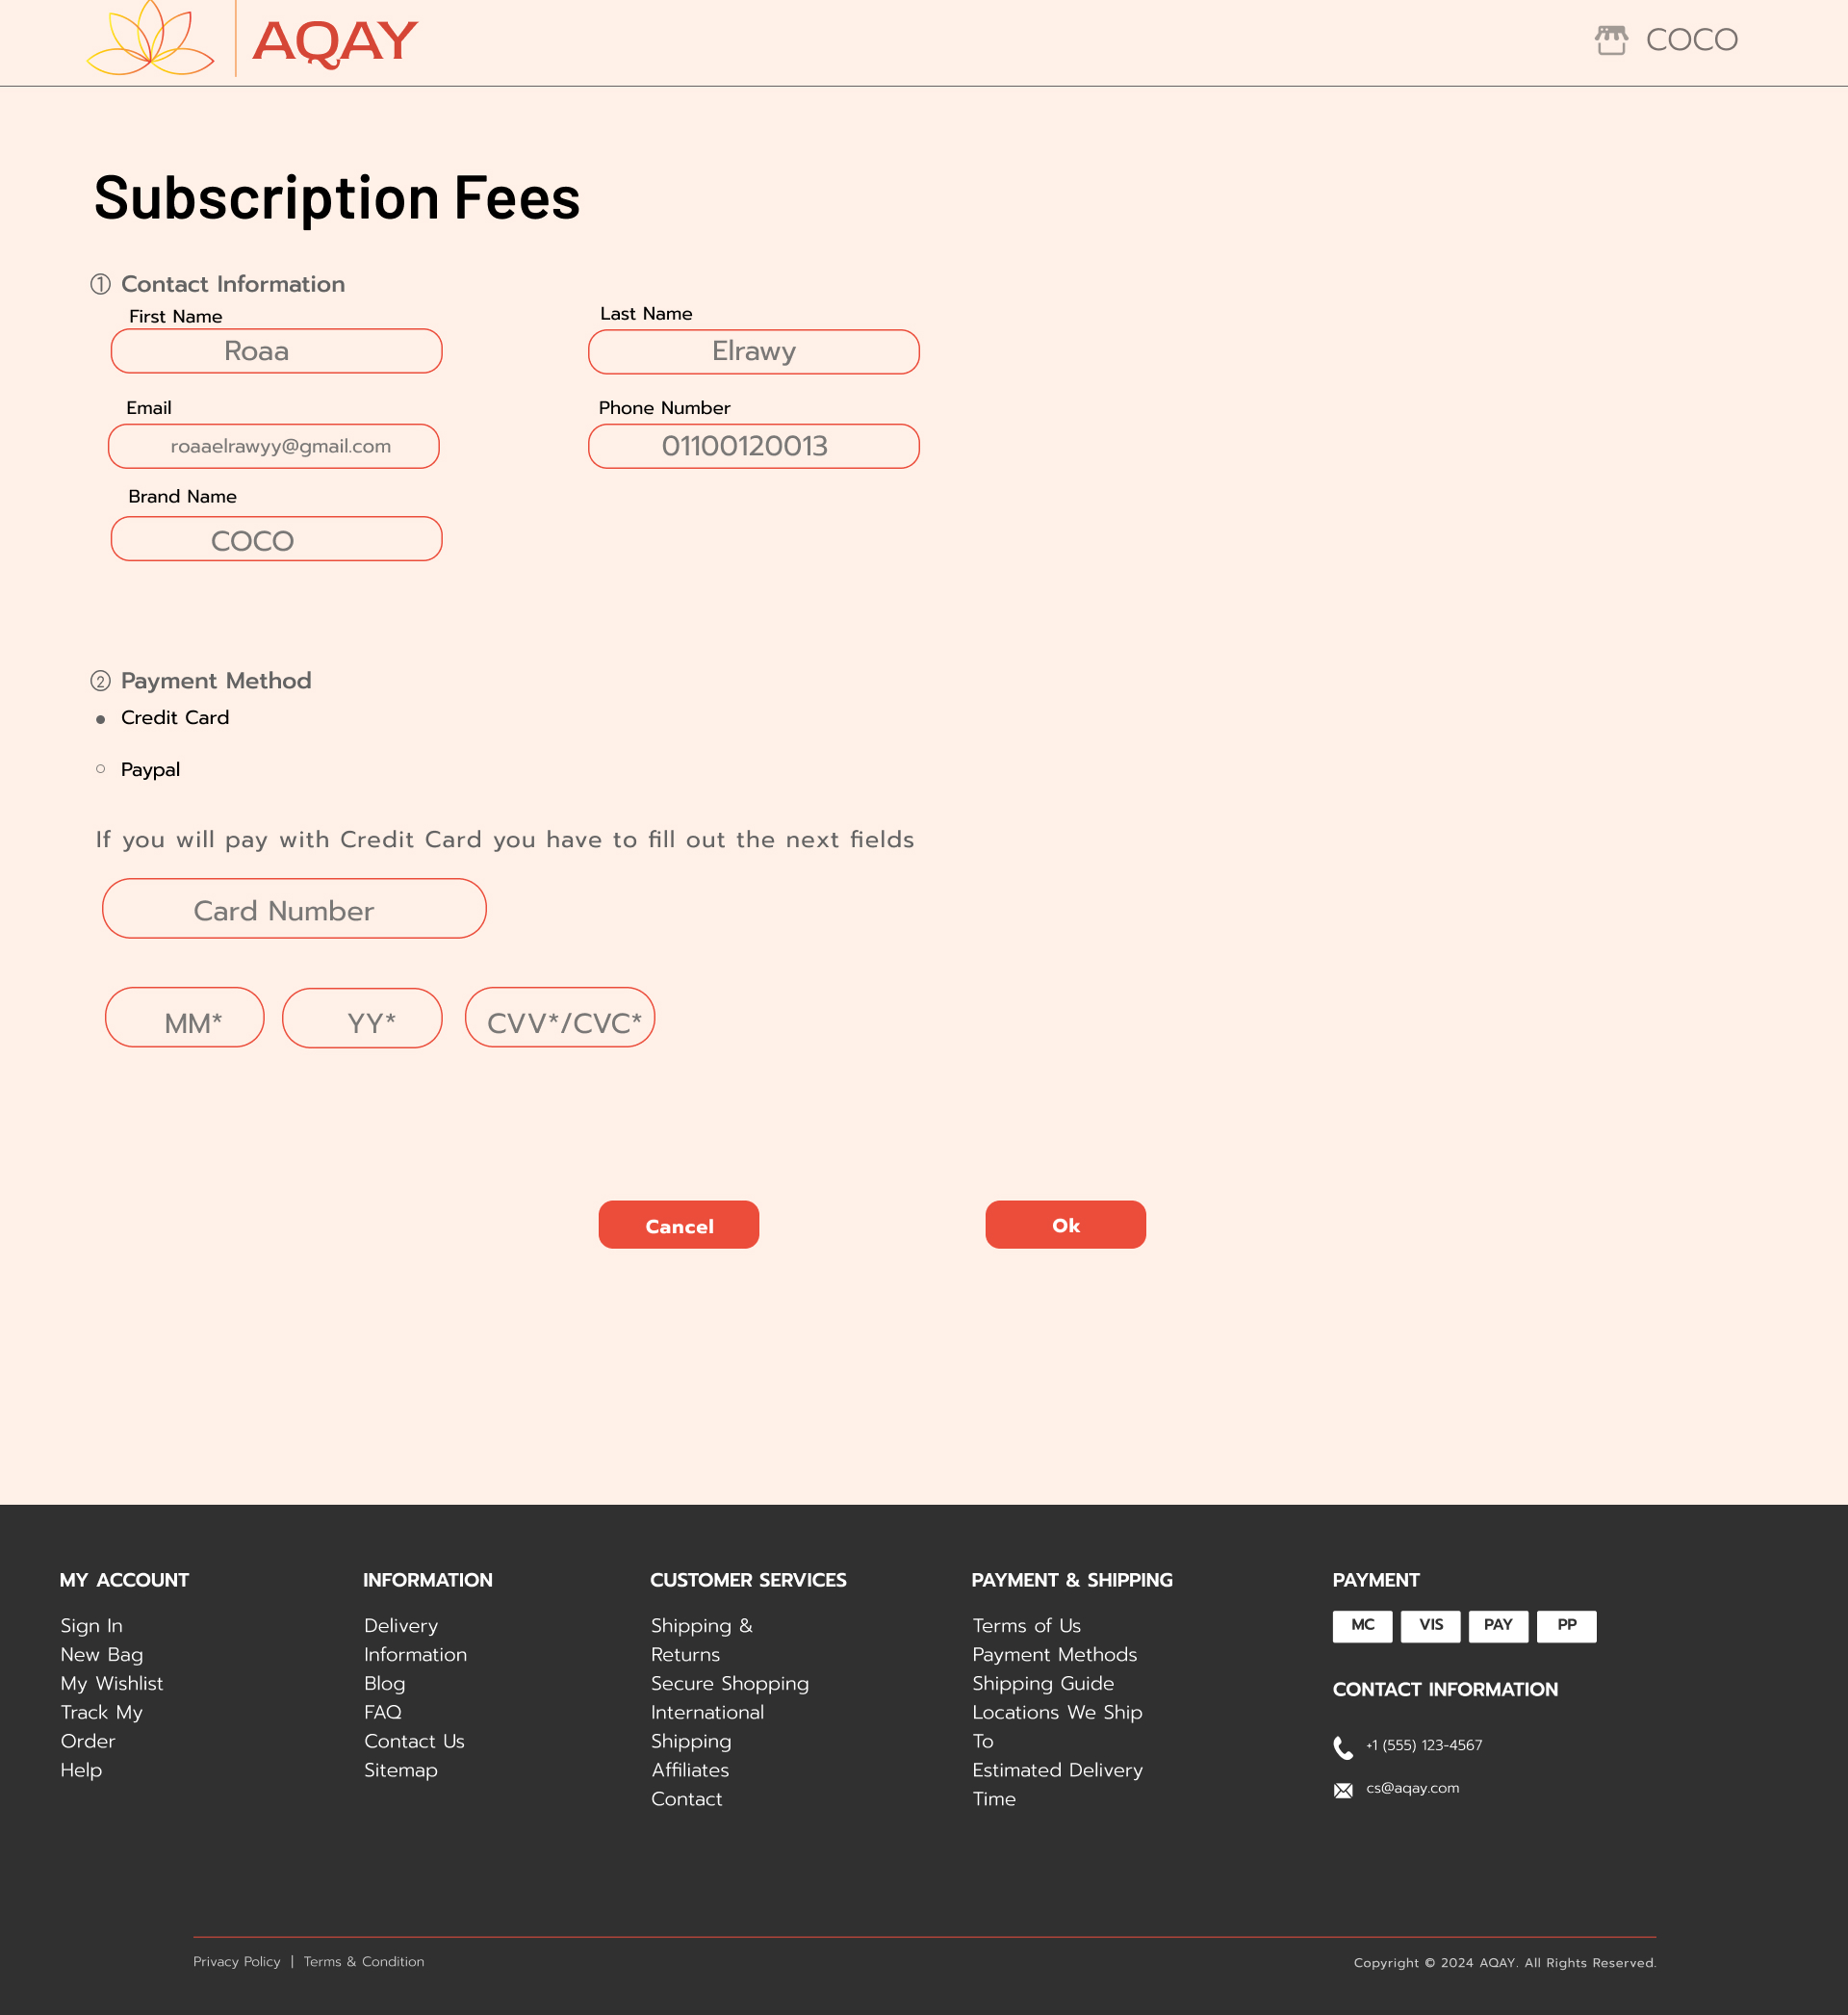 AQAY
COCO
Subscription Fees
① Contact Information
First Name
Last Name
Roaa
Elrawy
Email
Phone Number
roaaelrawyy@gmail.com
01100120013
Brand Name
COCO
② Payment Method
Credit Card
Paypal
If you will pay with Credit Card you have to fill out the next fields
Card Number
MM*
YY*
CVV*/CVC*
Cancel
Ok
MY ACCOUNT
Sign In
New Bag
My Wishlist
Track My
Order
Help
INFORMATION
Delivery
Information
Blog
FAQ
Contact Us
Sitemap
CUSTOMER SERVICES
Shipping &
Returns
Secure Shopping
International
Shipping
Affiliates
Contact
PAYMENT & SHIPPING
Terms of Us
Payment Methods
Shipping Guide
Locations We Ship
To
Estimated Delivery
Time
PAYMENT
MC VIS PAY PP
CONTACT INFORMATION
+1 (555) 123-4567
cs@aqay.com
Privacy Policy | Terms & Condition
Copyright © 2024 AQAY. All Rights Reserved.